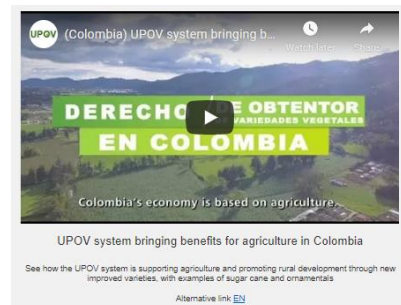 UPOV
(Colombia) UPOV system bringing b...
Watch later
Share
DERECHO DE OBTENTOR
DE VARIEDADES VEGETALES
EN COLOMBIA
Colombia's economy is based on agriculture,
UPOV system bringing benefits for agriculture in Colombia
See how the UPOV system is supporting agriculture and promoting rural development through new
improved varieties, with examples of sugar cane and ornamentals
Alternative link EN